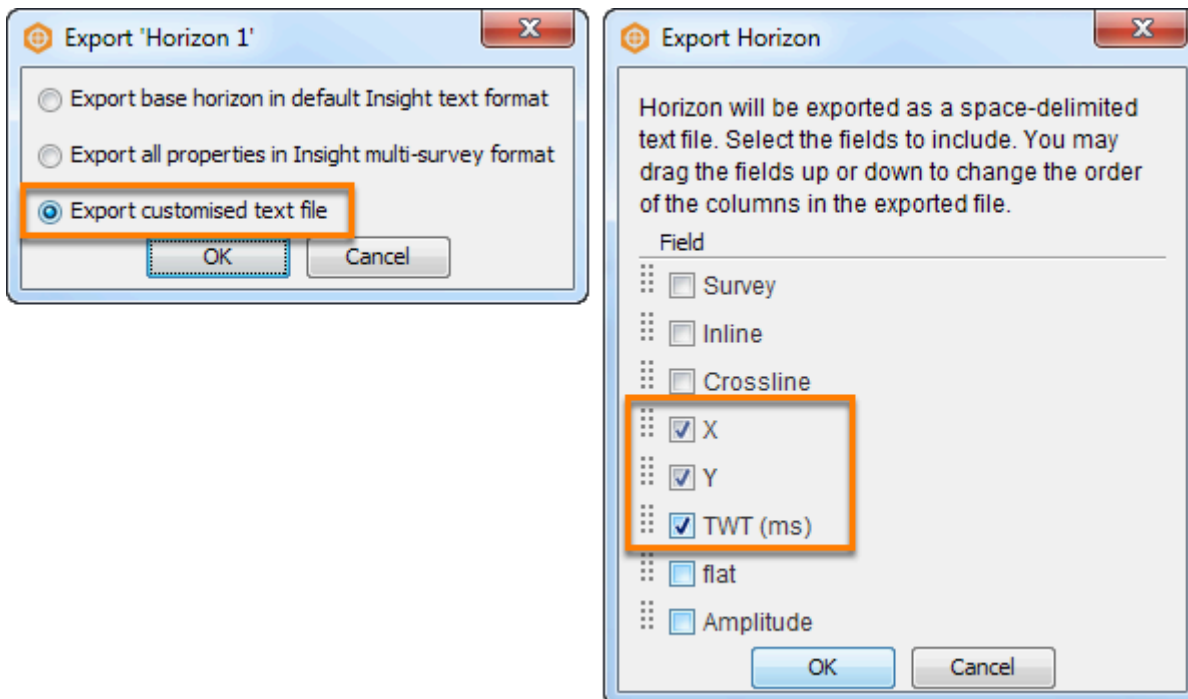 Export 'Horizon 1'
Export base horizon in default Insight text format
Export all properties in Insight multi-survey format
Export customised text file
OK
Cancel
Export Horizon
Horizon will be exported as a space-delimited
text file. Select the fields to include. You may
drag the fields up or down to change the order
of the columns in the exported file.
Field
Survey
Inline
Crossline
X
Y
TWT (ms)
flat
Amplitude
OK
Cancel